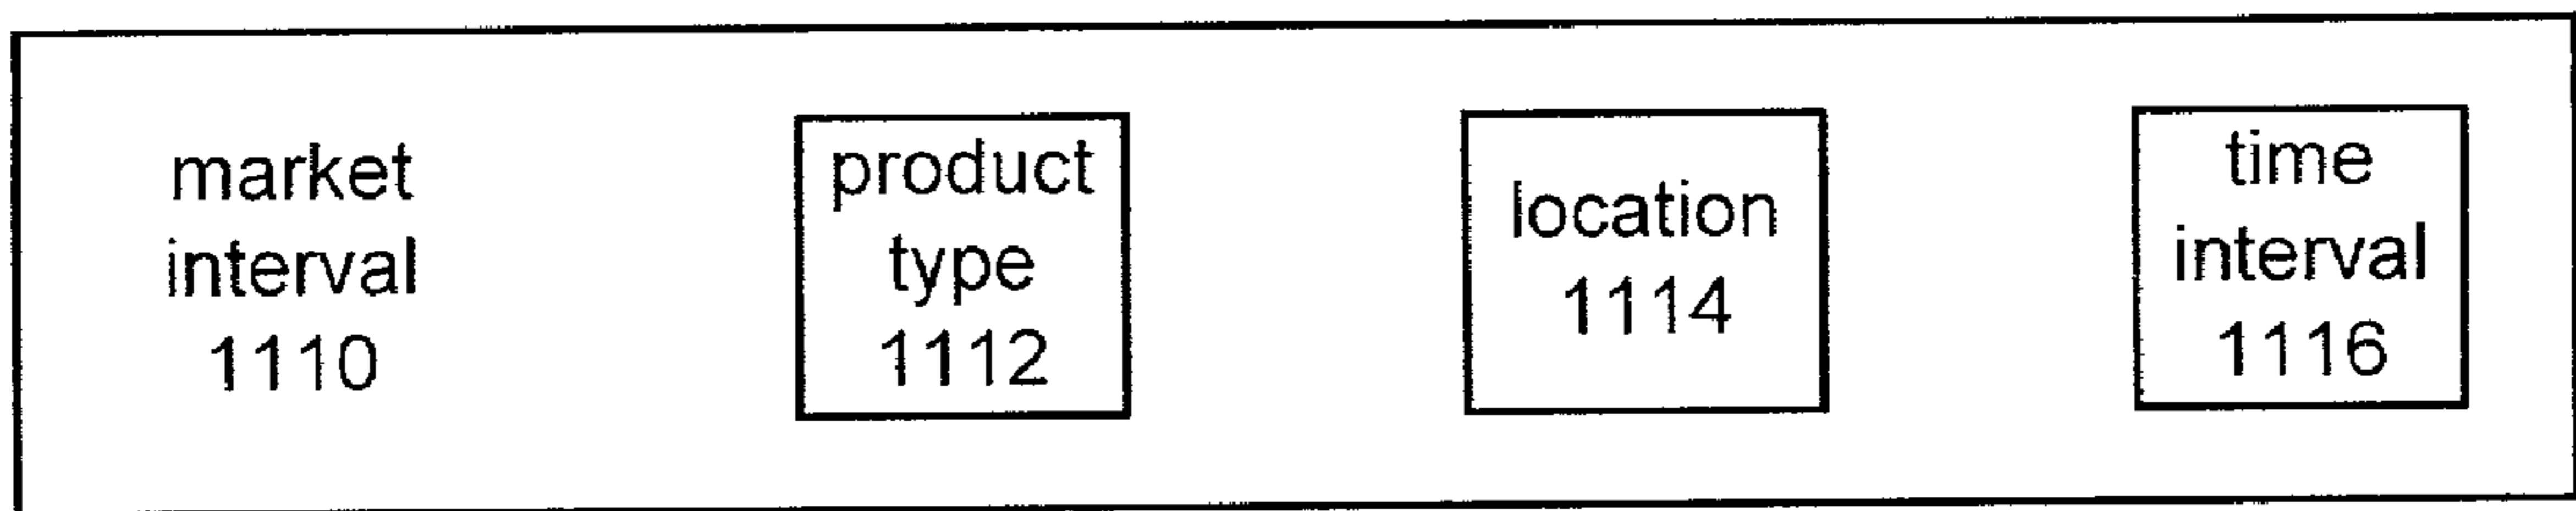 market
interval
1110
product
type
1112
location
1114
time
interval
1116